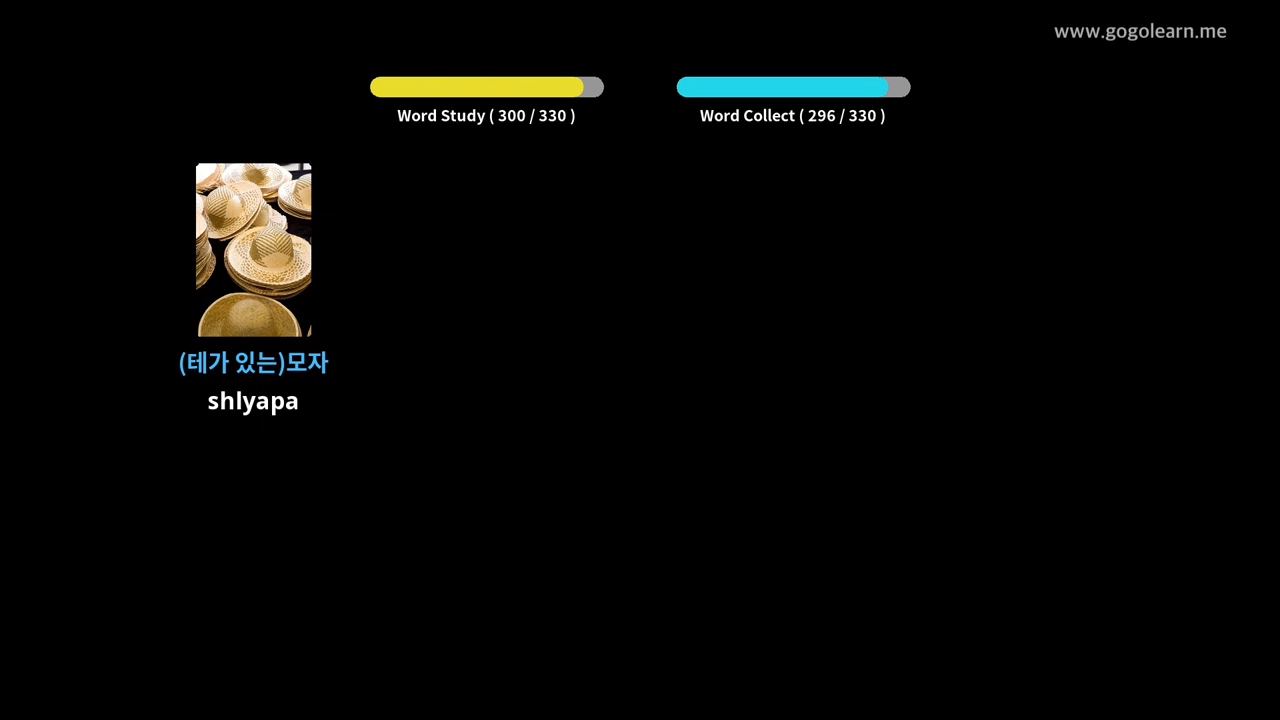 www.gogolearn.me
Word Study ( 300 / 330 )
Word Collect ( 296 / 330 )
(테가 있는)모자
shlyapa